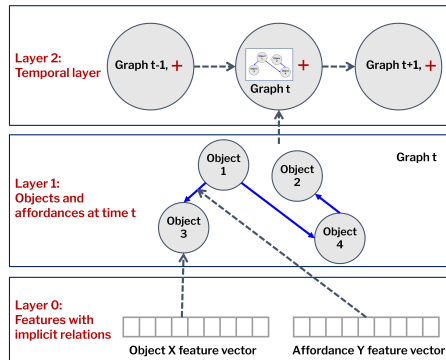 Layer 2:
Temporal layer
Graph t-1, +
Graph t
+
Graph t+1, +
Layer 1:
Objects and
affordances at time t
Graph t
Object
1
Object
2
Object
3
Object
4
Layer 0:
Features with
implicit relations
Object X feature vector
Affordance Y feature vector